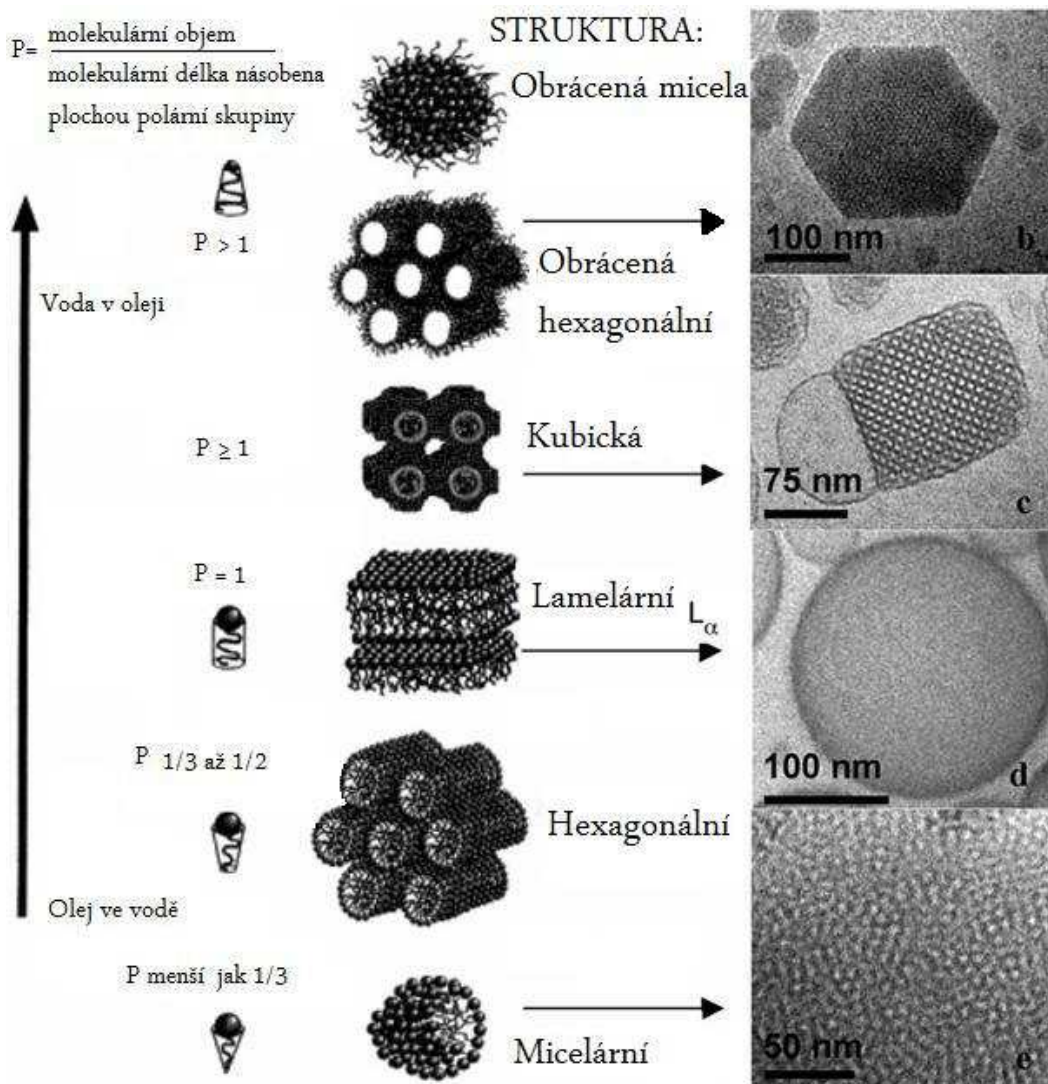 P= molekulární objem
molekulární délka násobena
plochou polární skupiny
STRUKTURA:
Obrácená micela
P > 1
Obrácená
hexagonální
100 nm
b
Voda v oleji
P ≥ 1
Kubická
75 nm
c
P = 1
Lamelární
Lα
100 nm
d
P 1/3 až 1/2
Hexagonální
Olej ve vodě
P menší jak 1/3
Micelární
50 nm
e